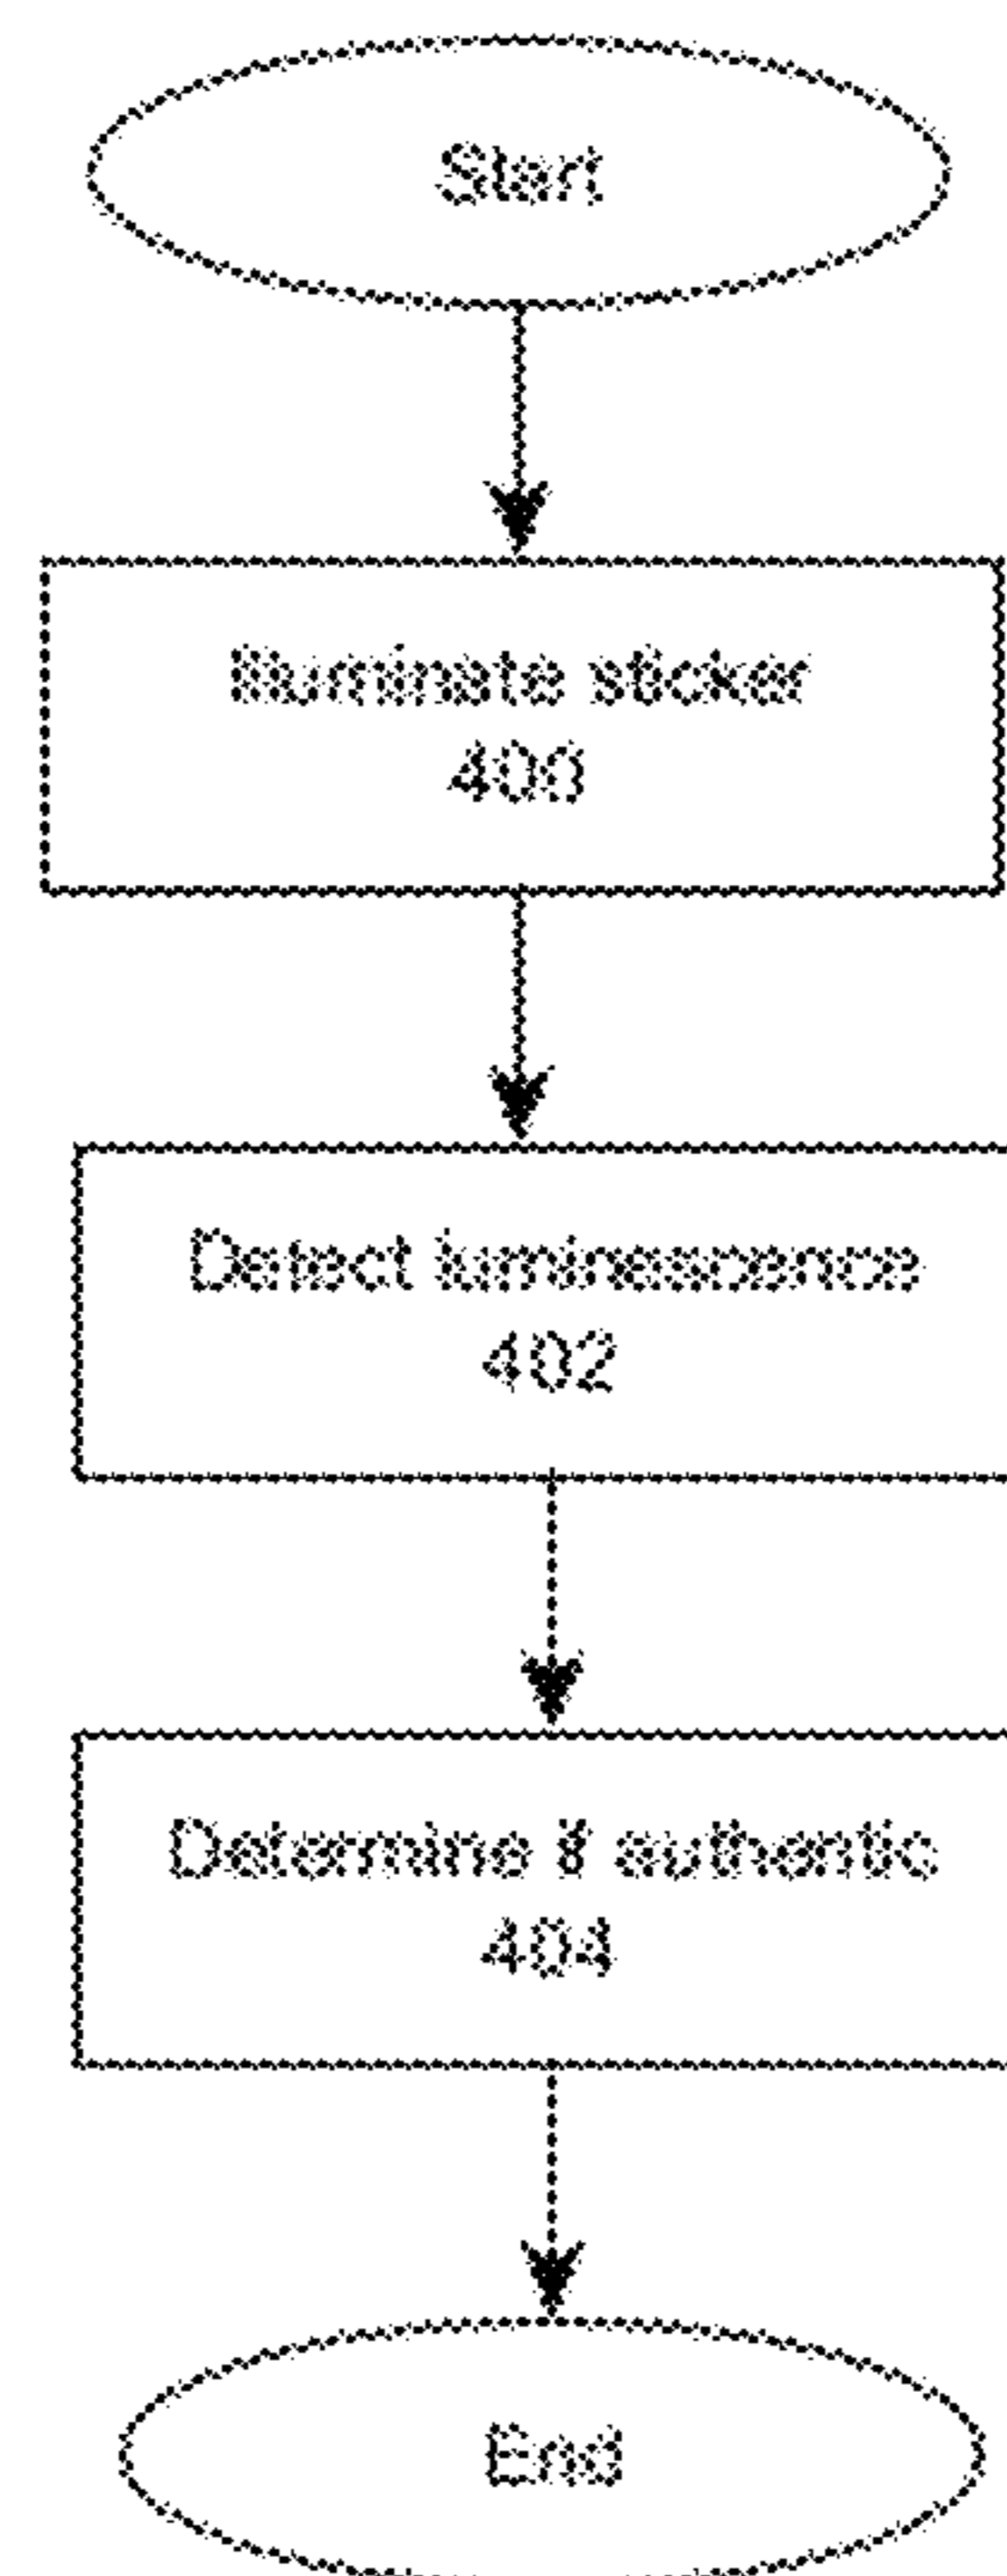 Start
Illuminate sticker
400
Detect luminescence
402
Determine if authentic
404
End